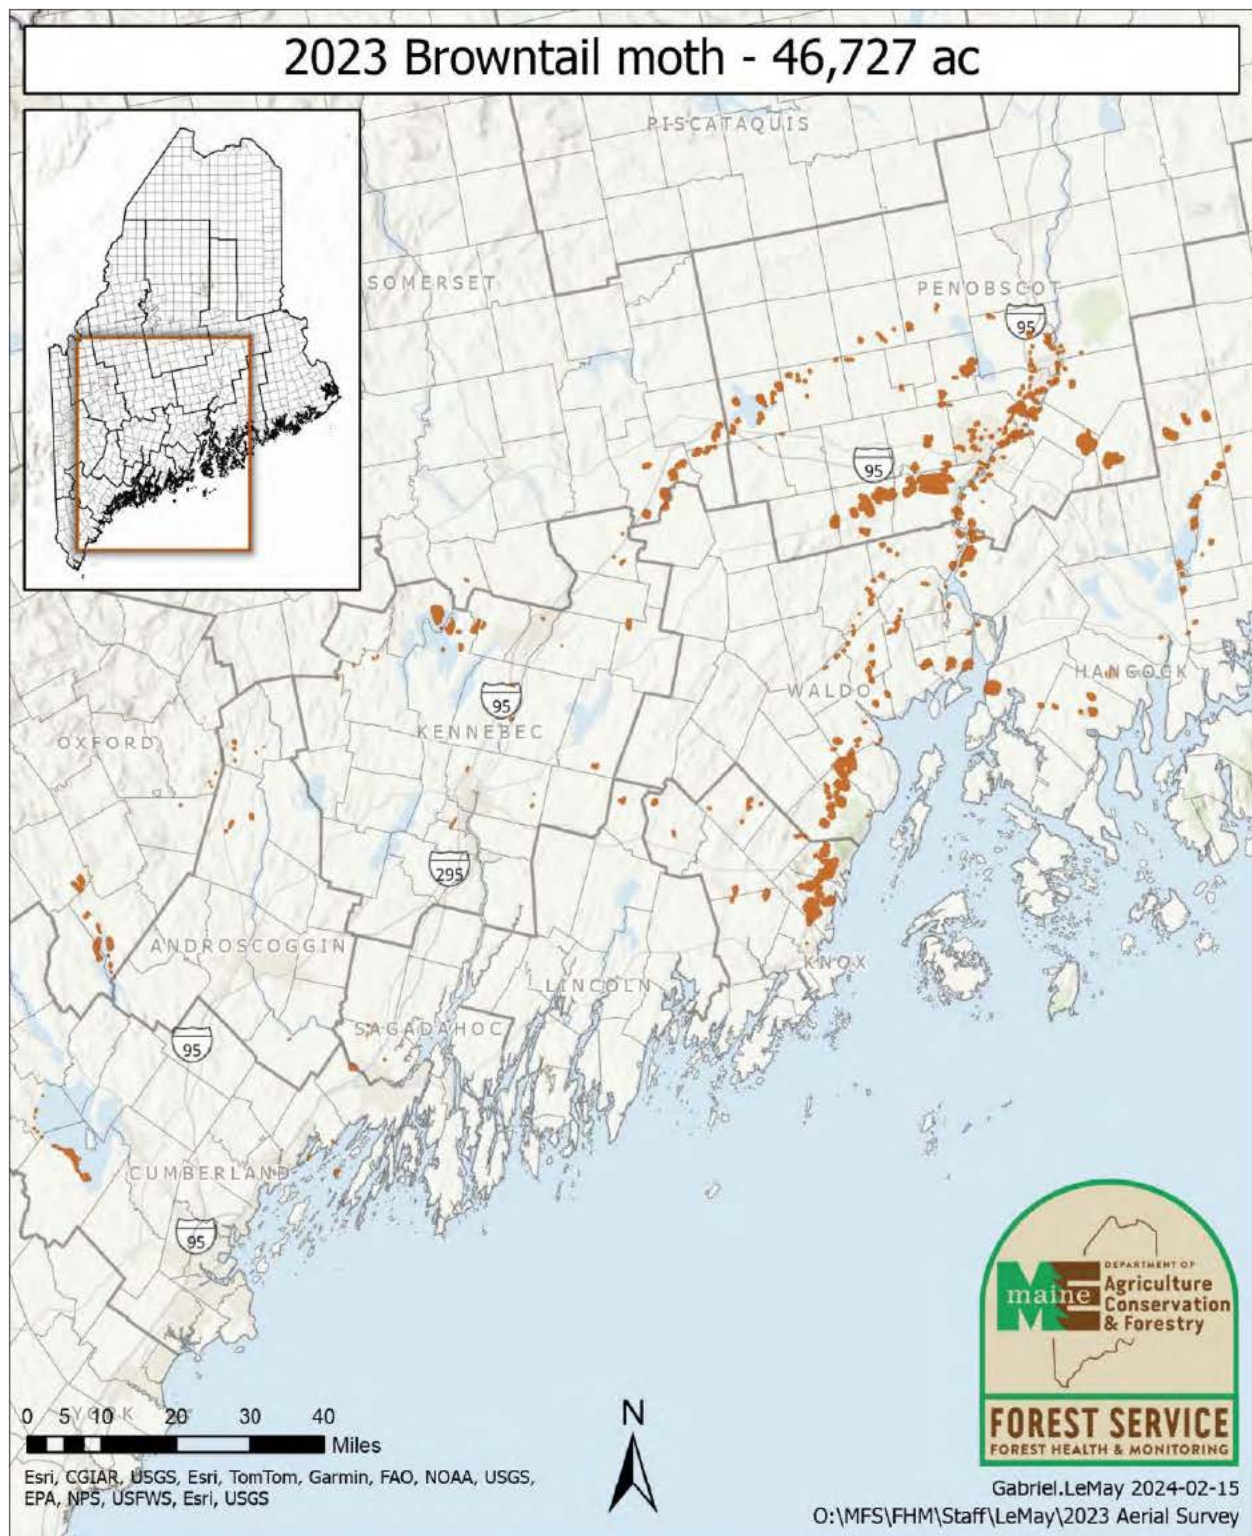 2023 Browntail moth - 46,727 ac
PISCATAQUIS
SOMERSET
PENOBSCOT
95
95
HANCOCK
WALDO
95
KENNEBEC
OXFORD
295
ANDROSCOGGIN
KNOX
LINCOLN
SAGADAHOC
95
CUMBERLAND
95
YORK
0 5 10 20 30 40
Miles
N
Esri, CGIAR, USGS, Esri, TomTom, Garmin, FAO, NOAA, USGS,
EPA, NPS, USFWS, Esri, USGS
DEPARTMENT OF
maine
Agriculture
Conservation
& Forestry
FOREST SERVICE
FOREST HEALTH & MONITORING
Gabriel.LeMay 2024-02-15
O:\MFS\FHM\Staff\LeMay\2023 Aerial Survey